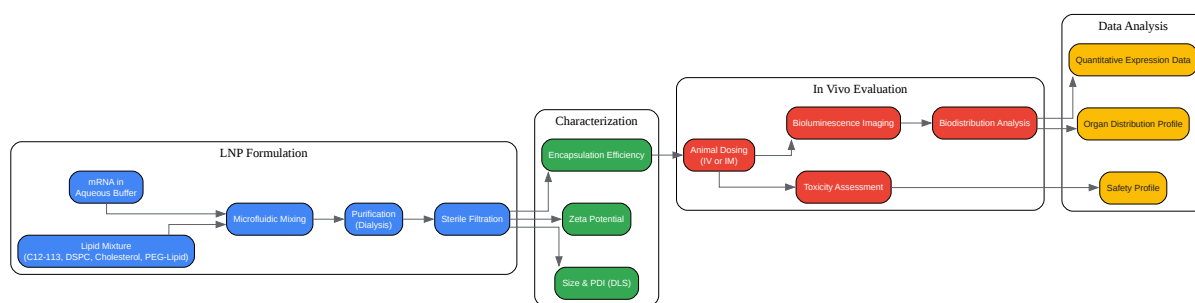 LNP Formulation
mRNA in
Aqueous Buffer
Lipid Mixture
(C12-113, DSPC, Cholesterol, PEG-Lipid)
Microfluidic Mixing
Purification
(Dialysis)
Sterile Filtration
Characterization
Encapsulation Efficiency
Zeta Potential
Size & PDI (DLS)
In Vivo Evaluation
Animal Dosing
(IV or IM)
Bioluminescence Imaging
Biodistribution Analysis
Toxicity Assessment
Data Analysis
Quantitative Expression Data
Organ Distribution Profile
Safety Profile